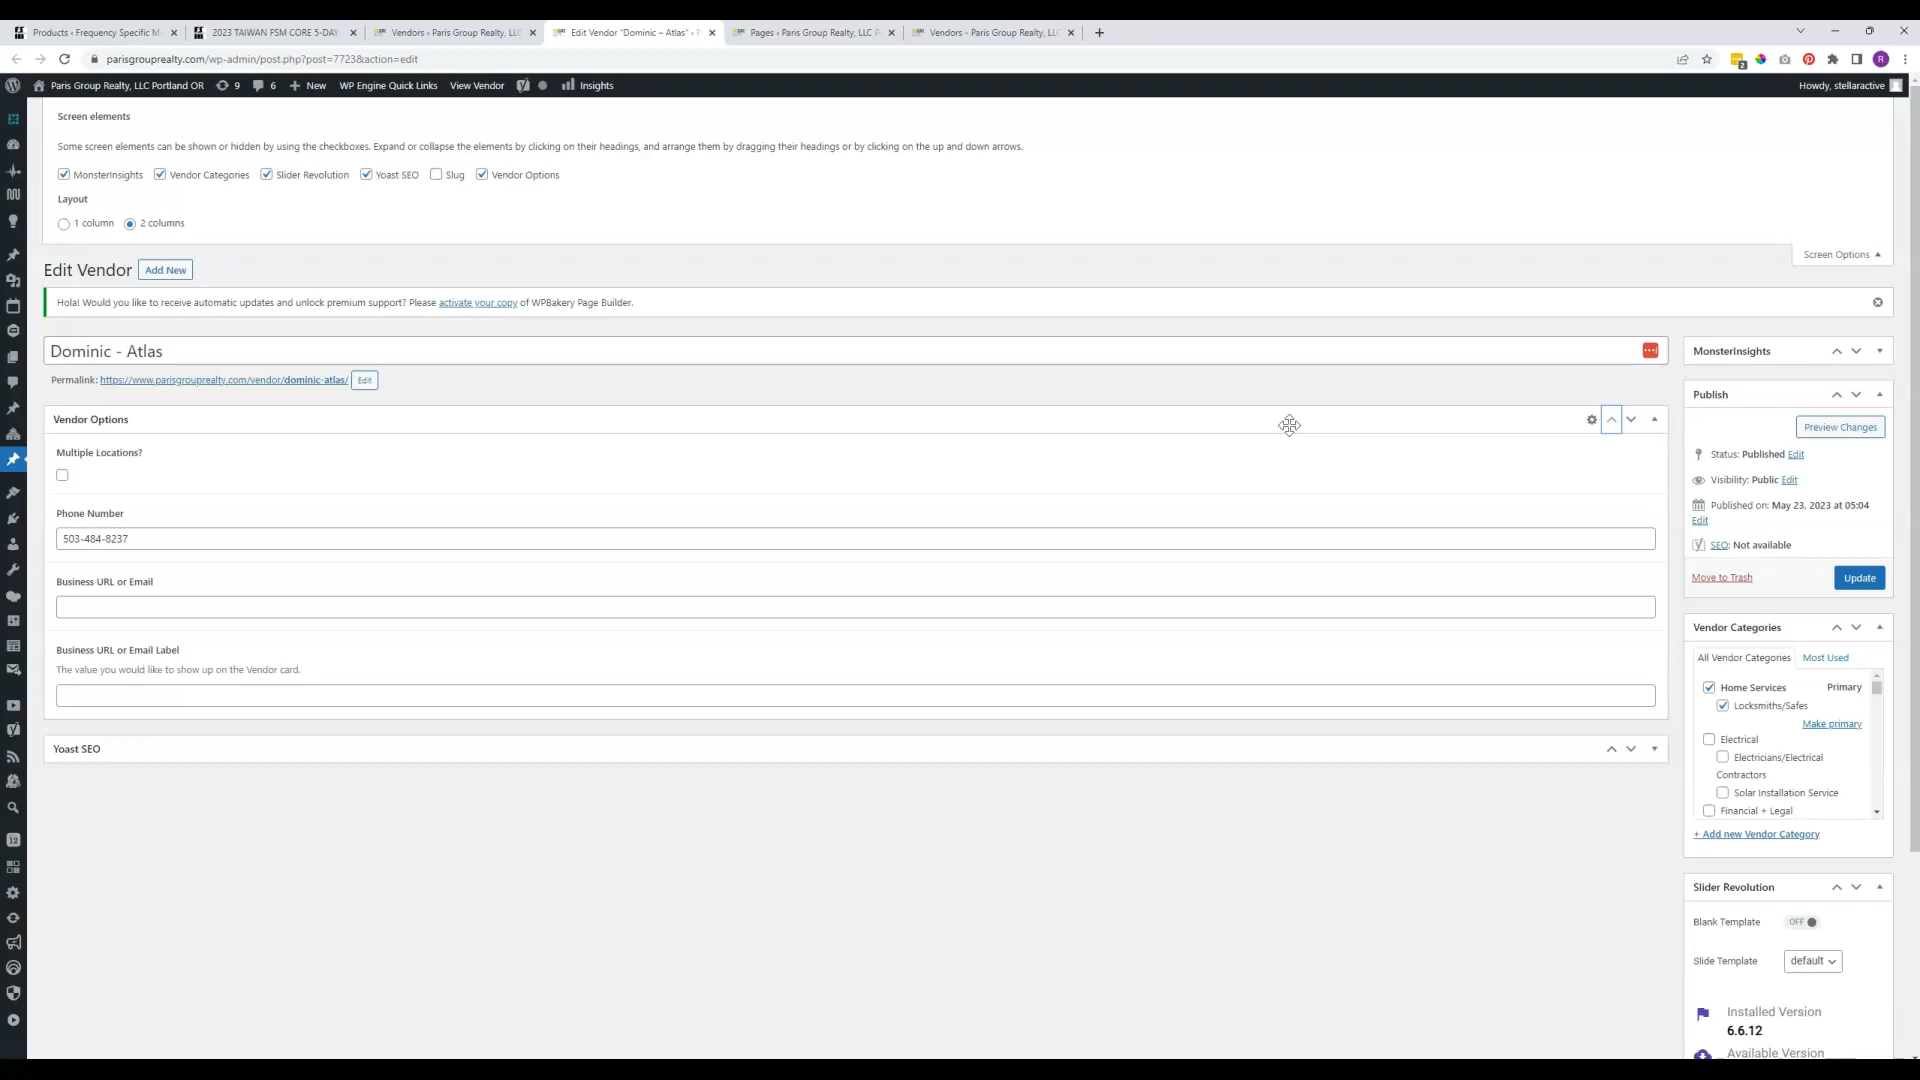 Products ‹ Frequency Specific M
2023 TAIWAN FSM CORE 5-DAY
Vendors ‹ Paris Group Realty, LLC
Edit Vendor "Dominic – Atlas" ‹ P
Pages ‹ Paris Group Realty, LLC P
Vendors - Paris Group Realty, LLC
parisgrouprealty.com/wp-admin/post.php?post=7723&action=edit
2
R
Paris Group Realty, LLC Portland OR
9
6
New
WP Engine Quick Links
View Vendor
Insights
Howdy, stellaractive
Screen elements
Some screen elements can be shown or hidden by using the checkboxes. Expand or collapse the elements by clicking on their headings, and arrange them by dragging their headings or by clicking on the up and down arrows.
MonsterInsights
Vendor Categories
Slider Revolution
Yoast SEO
Slug
Vendor Options
Layout
1 column
2 columns
Screen Options
Edit Vendor
Add New
Hola! Would you like to receive automatic updates and unlock premium support? Please activate your copy of WPBakery Page Builder.
Dominic - Atlas
Permalink: https://www.parisgrouprealty.com/vendor/dominic-atlas/
Edit
Vendor Options
Multiple Locations?
Phone Number
503-484-8237
Business URL or Email
Business URL or Email Label
The value you would like to show up on the Vendor card.
Yoast SEO
MonsterInsights
Publish
Preview Changes
Status: Published Edit
Visibility: Public Edit
Published on: May 23, 2023 at 05:04
Edit
SEO: Not available
Move to Trash
Update
Vendor Categories
All Vendor Categories
Most Used
Home Services
Primary
Locksmiths/Safes
Make primary
Electrical
Electricians/Electrical
Contractors
Solar Installation Service
Financial + Legal
+ Add new Vendor Category
Slider Revolution
Blank Template
OFF
Slide Template
default
Installed Version
6.6.12
Available Version
12